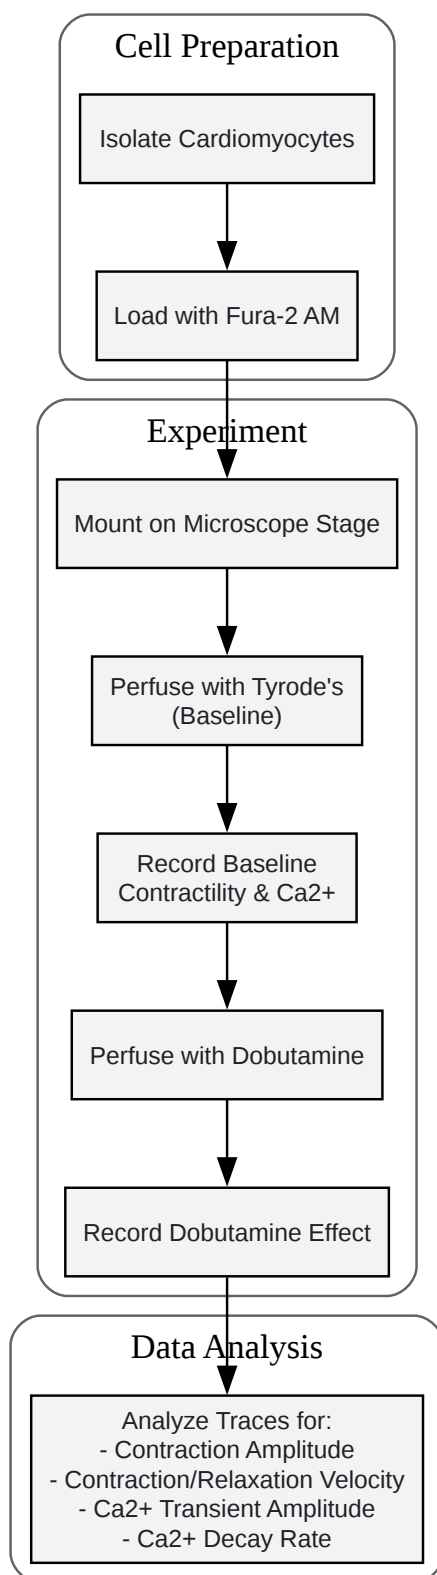 Cell Preparation
Isolate Cardiomyocytes
Load with Fura-2 AM
Experiment
Mount on Microscope Stage
Perfuse with Tyrode's
(Baseline)
Record Baseline
Contractility & Ca2+
Perfuse with Dobutamine
Record Dobutamine Effect
Data Analysis
Analyze Traces for:
- Contraction Amplitude
- Contraction/Relaxation Velocity
- Ca2+ Transient Amplitude
- Ca2+ Decay Rate